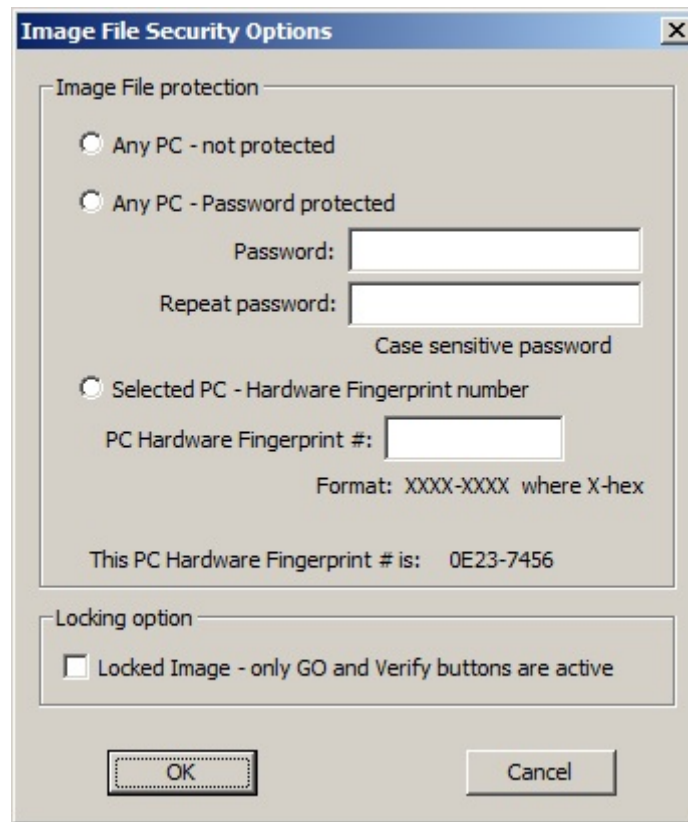 Image File Security Options
Image File protection
Any PC - not protected
Any PC - Password protected
Password:
Repeat password:
Case sensitive password
Selected PC - Hardware Fingerprint number
PC Hardware Fingerprint #:
Format: XXXX-XXXX where X-hex
This PC Hardware Fingerprint # is: 0E23-7456
Locking option
Locked Image - only GO and Verify buttons are active
OK Cancel